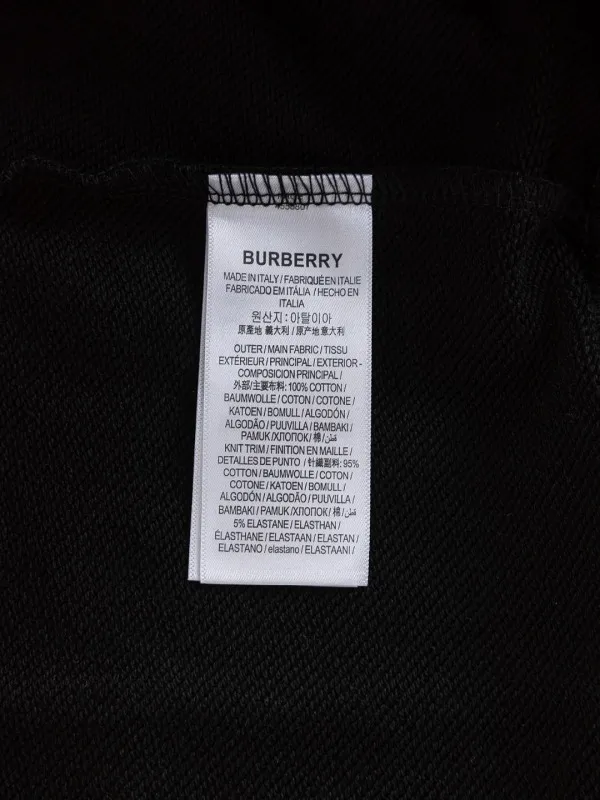 BURBERRY
MADE IN ITALY / FABRIQUÉ EN ITALIE
FABRICADO EM ITÁLIA / HECHO EN
ITALIA
원산지 : 아탈이아
原產地 義大利 / 原产地 意大利
OUTER / MAIN FABRIC / TISSU
EXTÉRIEUR / PRINCIPAL / EXTERIOR -
COMPOSICION PRINCIPAL /
外部/主要布料: 100% COTTON /
BAUMWOLLE / COTON / COTONE /
KATOEN / BOMULL / ALGODÓN /
ALGODÃO / PUUVILLA / BAMBAKI /
PAMUK /ХЛОПОК / 棉 / قطن /
KNIT TRIM / FINITION EN MAILLE /
DETALLES DE PUNTO / 針織副料: 95%
COTTON / BAUMWOLLE / COTON /
COTONE / KATOEN / BOMULL /
ALGODÓN / ALGODÃO / PUUVILLA /
BAMBAKI / PAMUK /ХЛОПОК / 棉 / قطن /
5% ELASTANE / ELASTHAN /
ÉLASTHANE / ELASTAAN / ELASTAN /
ELASTANO / elastano / ELASTAANI /